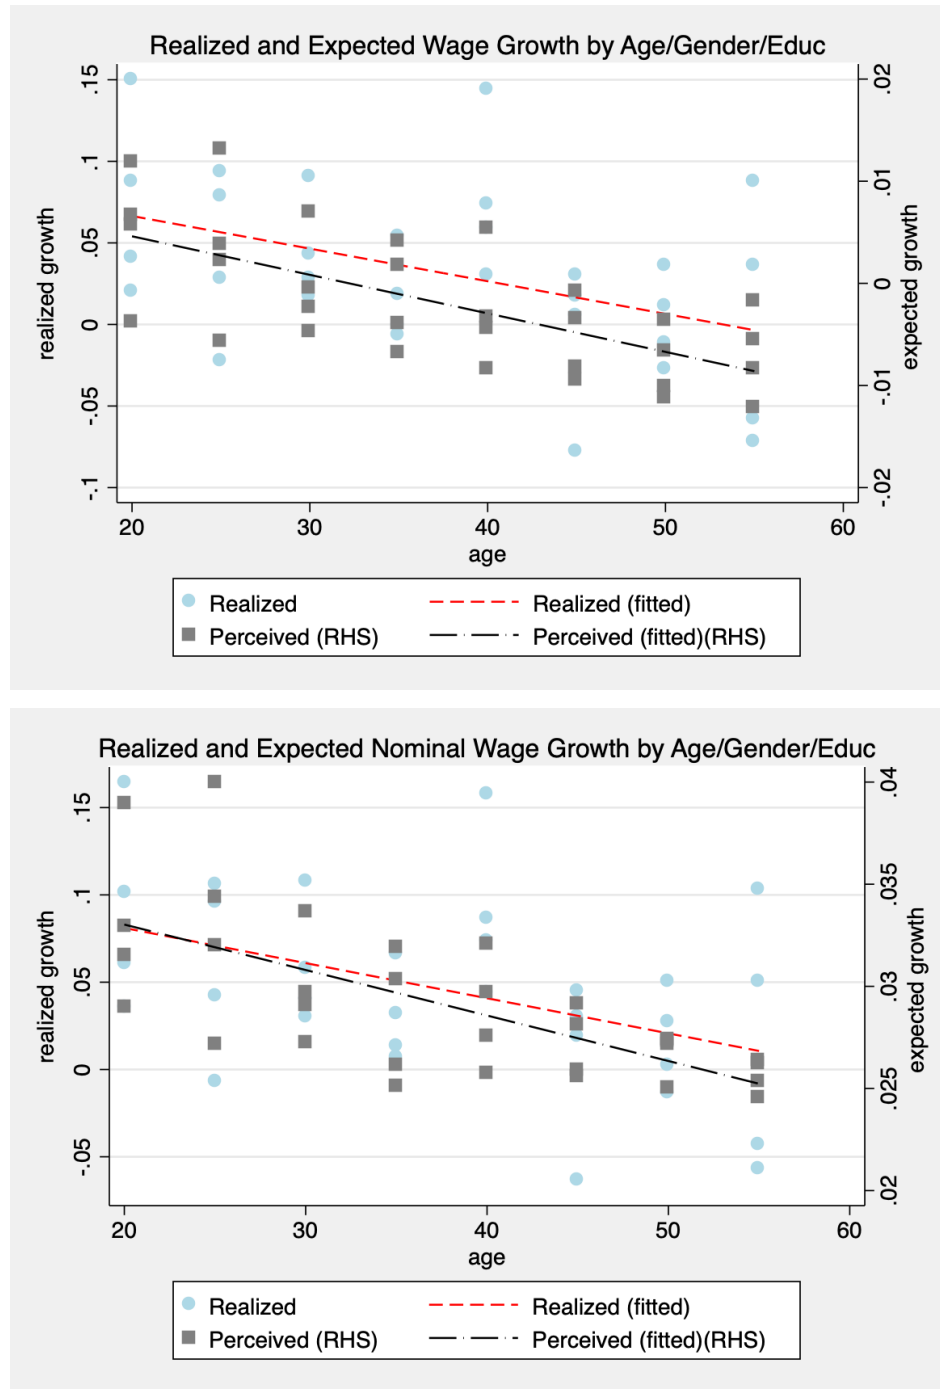 Realized and Expected Wage Growth by Age/Gender/Educ
.15
.1
.05
0
-.05
-.1
realized growth
.02
.01
0
-.01
-.02
expected growth
20 30 40 50 60
age
Realized Realized (fitted)
Perceived (RHS) Perceived (fitted)(RHS)
Realized and Expected Nominal Wage Growth by Age/Gender/Educ
.15
.1
.05
0
-.05
realized growth
.04
.035
.03
.025
.02
expected growth
20 30 40 50 60
age
Realized Realized (fitted)
Perceived (RHS) Perceived (fitted)(RHS)